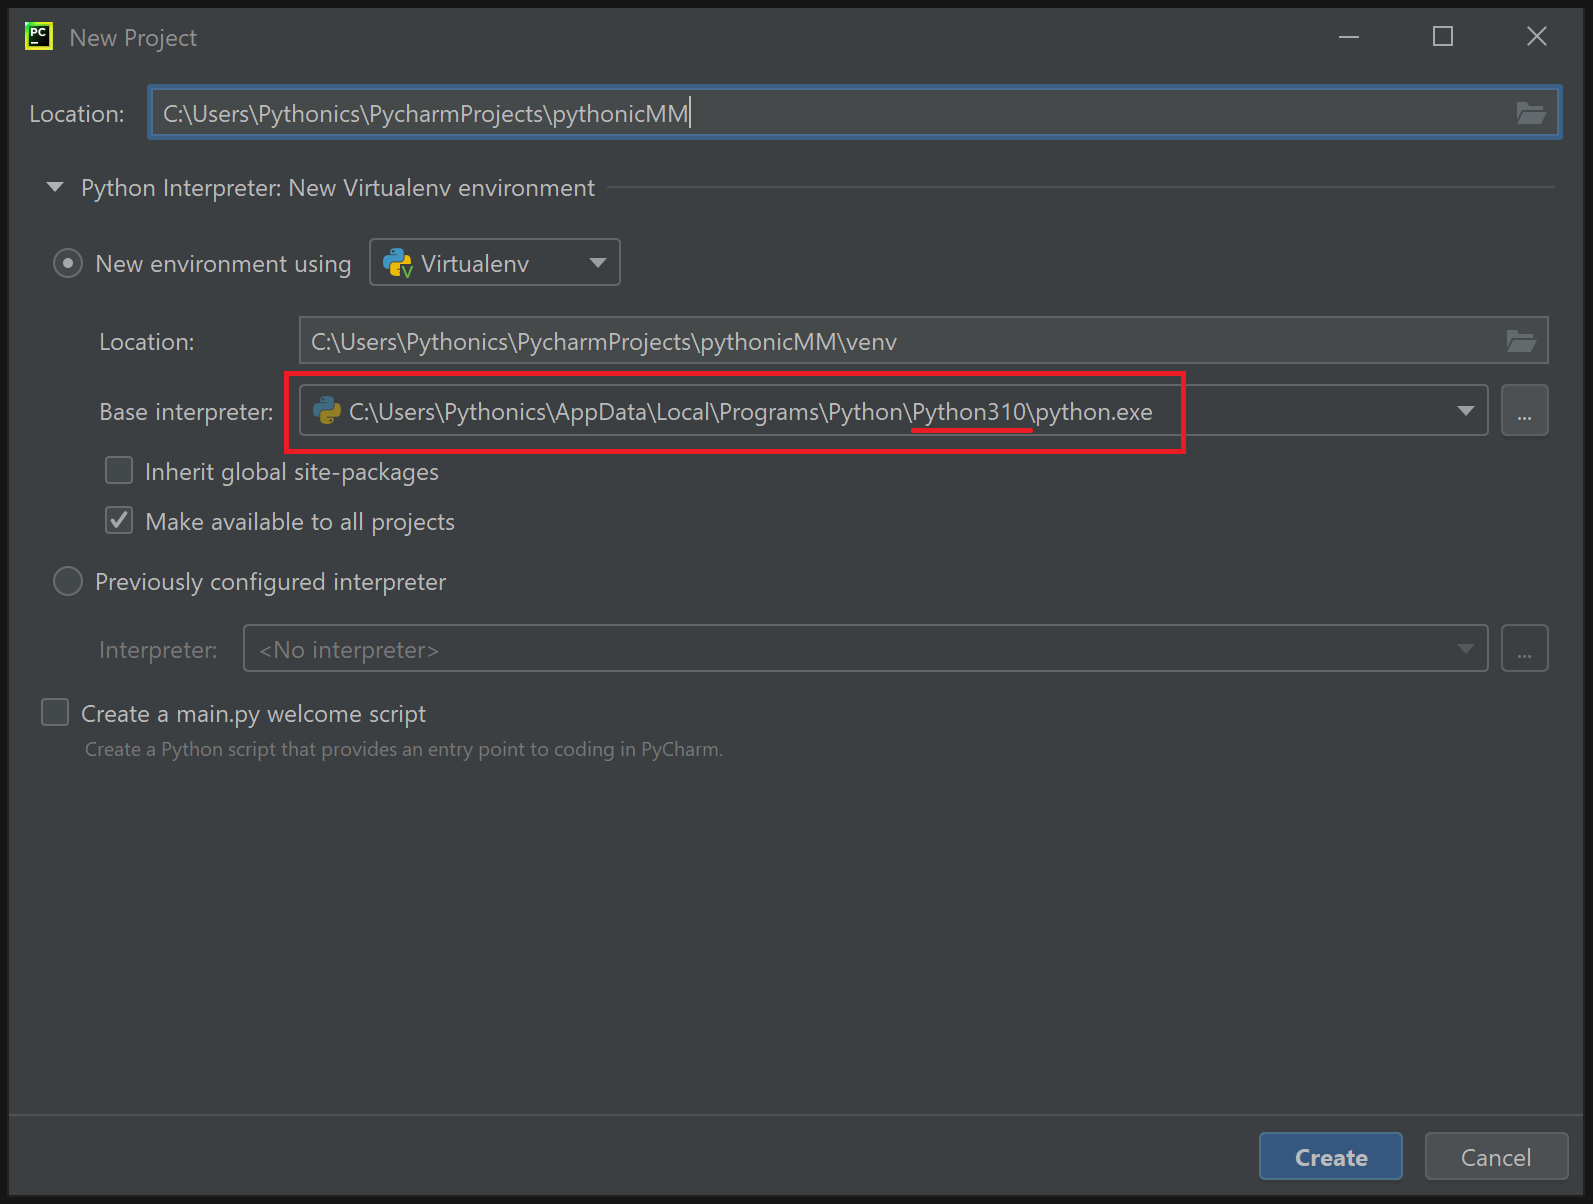 PC
New Project
Location: C:\Users\Pythonics\PycharmProjects\pythonicMM
Python Interpreter: New Virtualenv environment
New environment using V Virtualenv
Location: C:\Users\Pythonics\PycharmProjects\pythonicMM\venv
Base interpreter: C:\Users\Pythonics\AppData\Local\Programs\Python\Python310\python.exe ...
Inherit global site-packages
Make available to all projects
Previously configured interpreter
Interpreter: <No interpreter> ...
Create a main.py welcome script
Create a Python script that provides an entry point to coding in PyCharm.
Create Cancel